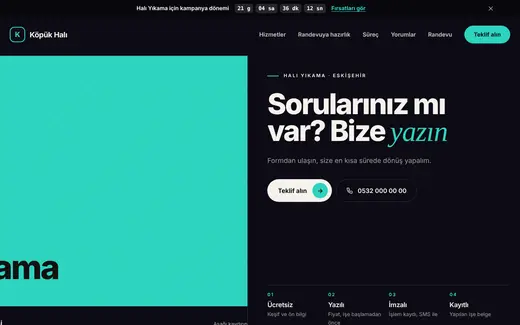 Halı Yıkama için kampanya dönemi 21 g 04 sa 36 dk 12 sn Fırsatları gör
K Köpük Halı
Hizmetler Randevuya hazırlık Süreç Yorumlar Randevu Teklif alın
HALI YIKAMA · ESKİŞEHİR
Sorularınız mı
var? Bize yazın
Formdan ulaşın, size en kısa sürede dönüş yapalım.
Teklif alın → 0532 000 00 00
ama
01 02 03 04
Ücretsiz Yazılı İmzalı Kayıtlı
Keşif ve ön bilgi Fiyat, işe başlamadan önce İşlem kaydı, SMS ile Yapılan işe belge